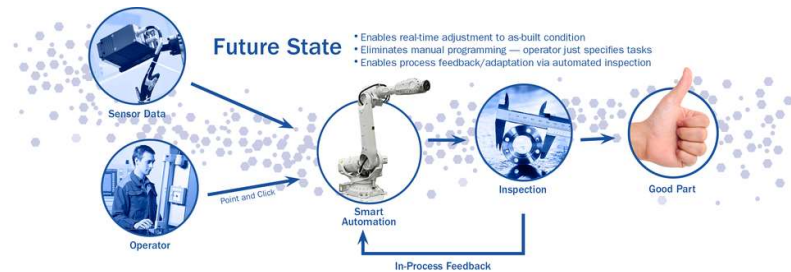 Future State
• Enables real-time adjustment to as-built condition
• Eliminates manual programming — operator just specifies tasks
• Enables process feedback/adaptation via automated inspection
Sensor Data
Point and Click
Operator
Smart
Automation
Inspection
Good Part
In-Process Feedback